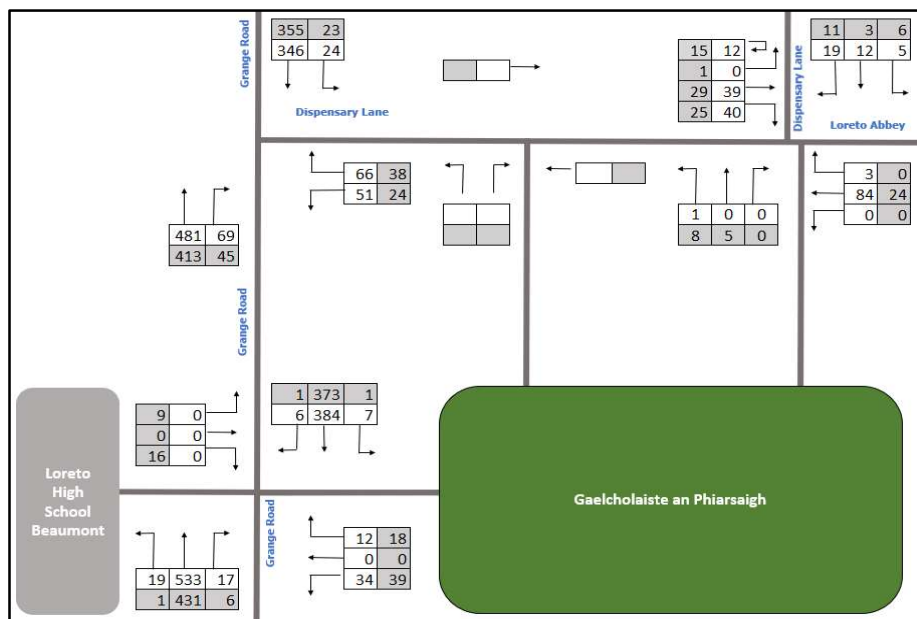 Grange Road
355 23
346 24
Dispensary Lane
15 12
1 0
29 39
25 40
Dispensary Lane
11 3 6
19 12 5
Loreto Abbey
66 38
51 24
1 0 0
8 5 0
3 0
84 24
0 0
481 69
413 45
Grange Road
9 0
0 0
16 0
1 373 1
6 384 7
Loreto
High
School
Beaumont
Gaelcholaiste an Phiarsaigh
19 533 17
1 431 6
Grange Road
12 18
0 0
34 39